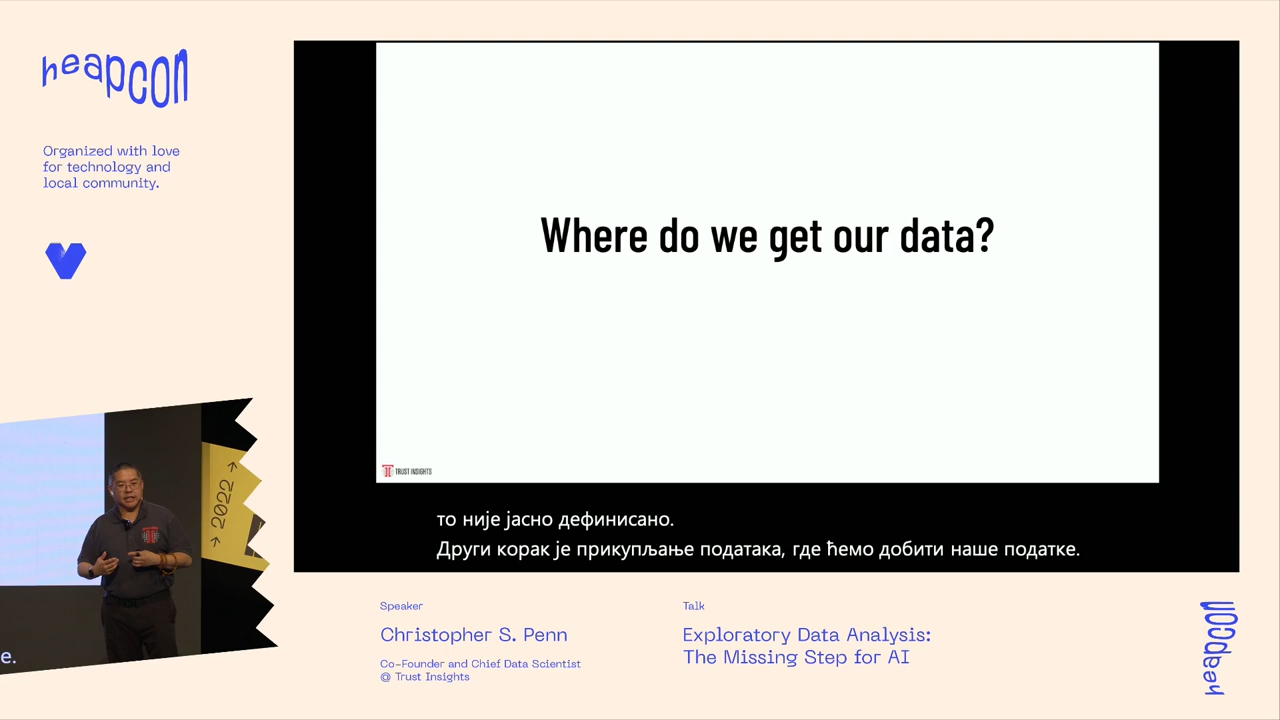 heapcon
Organized with love
for technology and
local community.
Where do we get our data?
TRUST INSIGHTS
то није јасно дефинисано.
Други корак је прикупљање података, где ћемо добити наше податке.
→ 2022 →
e.
Speaker
Christopher S. Penn
Co-Founder and Chief Data Scientist
@ Trust Insights
Talk
Exploratory Data Analysis:
The Missing Step for AI
heapcon